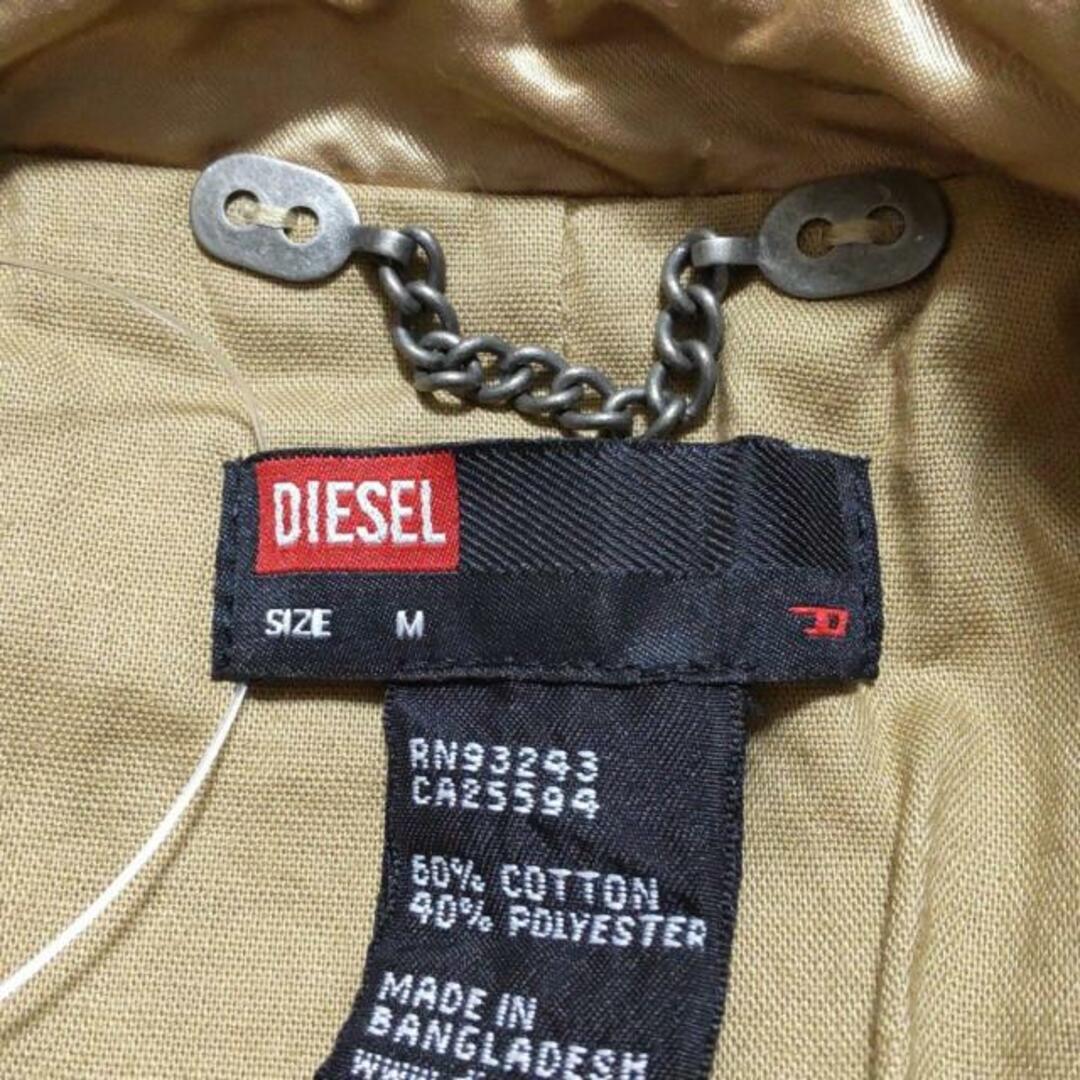 DIESEL
SIZE M
RN93243
CA25594
60% COTTON
40% POLYESTER
MADE IN
BANGLADESH